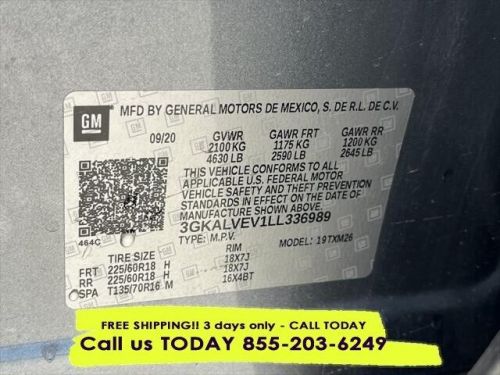 GM
MFD BY GENERAL MOTORS DE MEXICO, S. DE R.L. DE C.V.
09/20 GVWR GAWR FRT GAWR RR
2100 KG 1175 KG 1200 KG
4630 LB 2590 LB 2645 LB
THIS VEHICLE CONFORMS TO ALL
APPLICABLE U.S. FEDERAL MOTOR
VEHICLE SAFETY AND THEFT PREVENTION
STANDARDS IN EFFECT ON THE DATE OF
MANUFACTURE SHOWN ABOVE.
3GKALVEV1LL336989
464C TYPE: M.P.V. MODEL: 19TXM26
TIRE SIZE RIM
FRT 225/60R18 H 18X7J
RR 225/60R18 H 18X7J
SPA T135/70R16 M 16X4BT
FREE SHIPPING!! 3 days only - CALL TODAY
Call us TODAY 855-203-6249